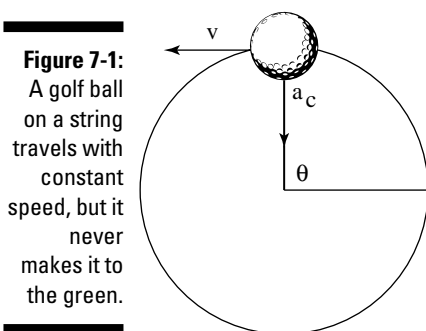 Figure 7-1:
A golf ball
on a string
travels with
constant
speed, but it
never
makes it to
the green.
v
a c
θ